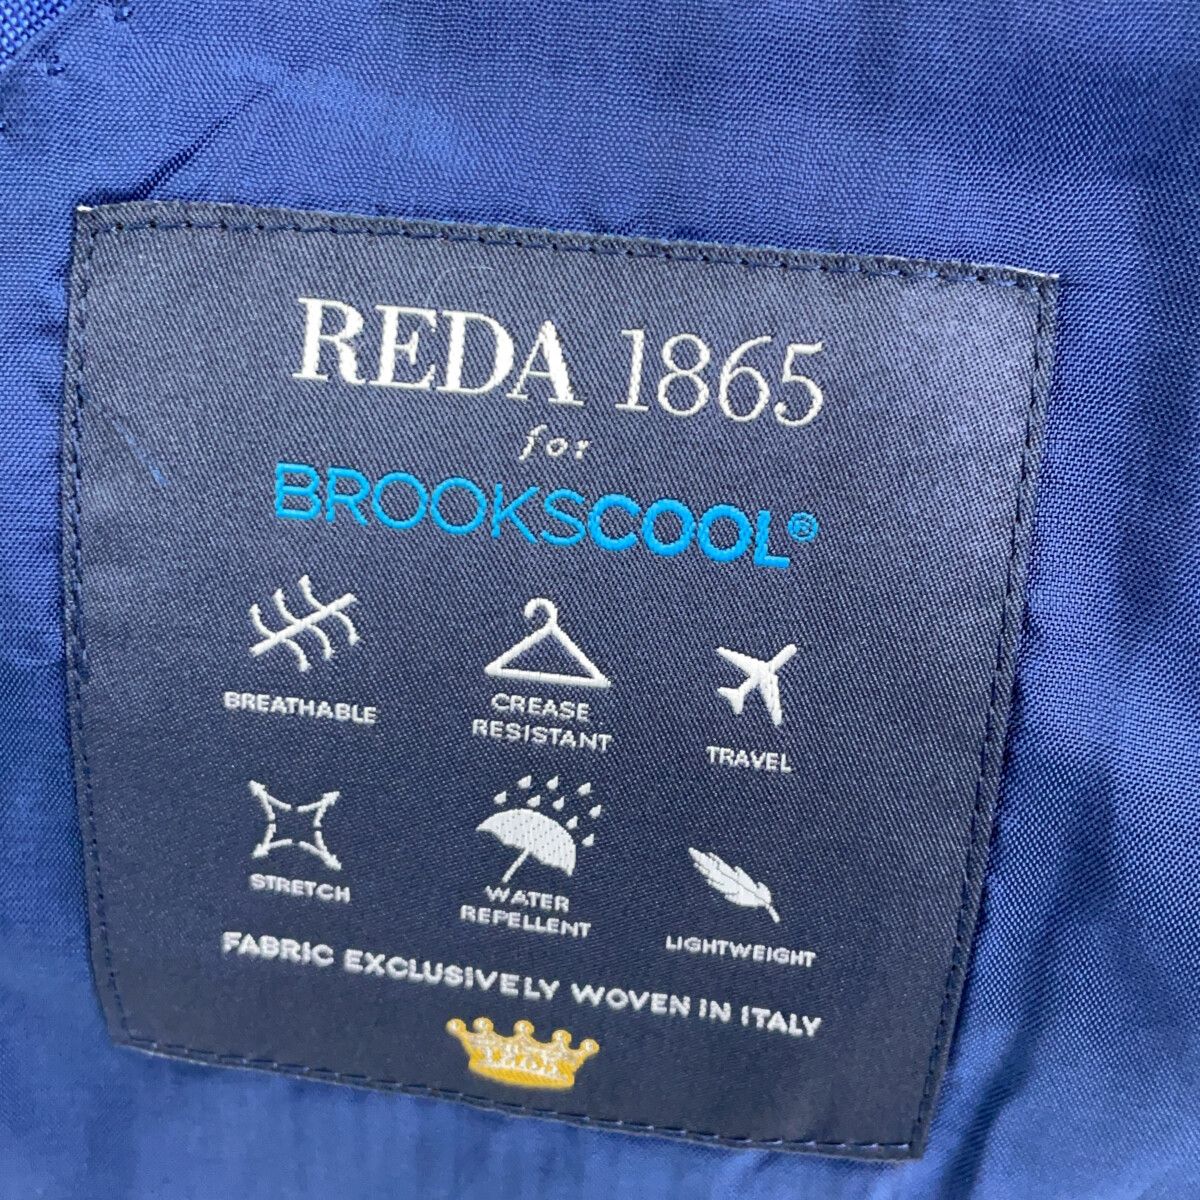 REDA 1865
for
BROOKSCOOL®
BREATHABLE
CREASE
RESISTANT
TRAVEL
STRETCH
WATER
REPELLENT
LIGHTWEIGHT
FABRIC EXCLUSIVELY WOVEN IN ITALY